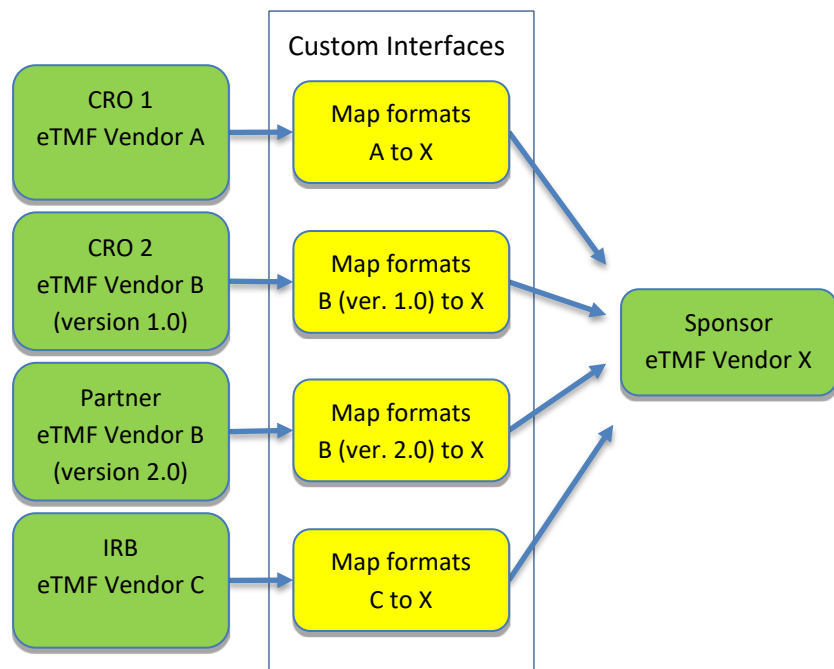 Custom Interfaces
CRO 1
eTMF Vendor A
Map formats
A to X
CRO 2
eTMF Vendor B
(version 1.0)
Map formats
B (ver. 1.0) to X
Sponsor
eTMF Vendor X
Partner
eTMF Vendor B
(version 2.0)
Map formats
B (ver. 2.0) to X
IRB
eTMF Vendor C
Map formats
C to X